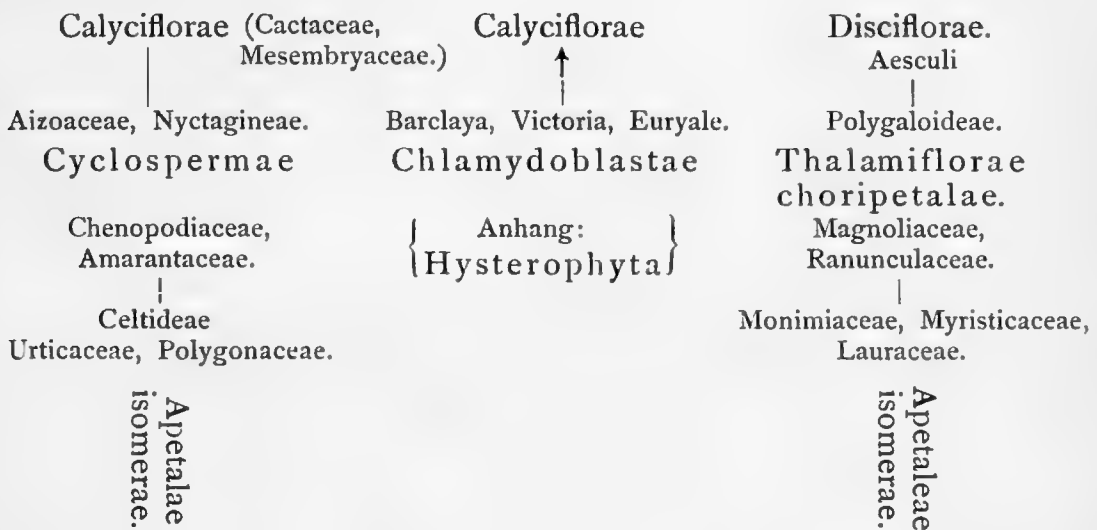 Calyciflorae (Cactaceae,
Mesembryaceae.)
Aizoaceae, Nyctagineae.
Cyclospermae
Chenopodiaceae,
Amarantaceae.
Celtideae
Urticaceae, Polygonaceae.
Apetalae
isomerae.
Calyciflorae
Barclaya, Victoria, Euryale.
Chlamydoblastae
Anhang:
Hysterophyta
Disciflorae.
Aesculi
Polygaloideae.
Thalamiflorae
choripetalae.
Magnoliaceae,
Ranunculaceae.
Monimiaceae, Myristicaceae,
Lauraceae.
Apetaleae
isomerae.